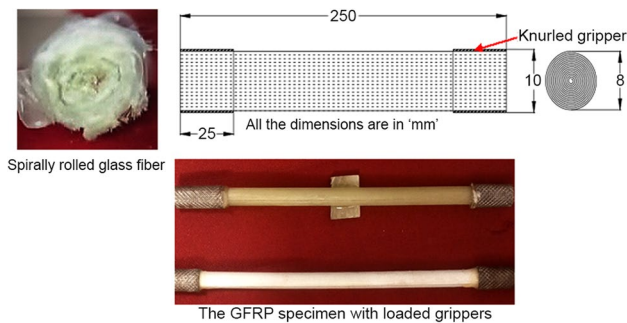 250
Knurled gripper
10
8
25
All the dimensions are in ‘mm’
Spirally rolled glass fiber
The GFRP specimen with loaded grippers